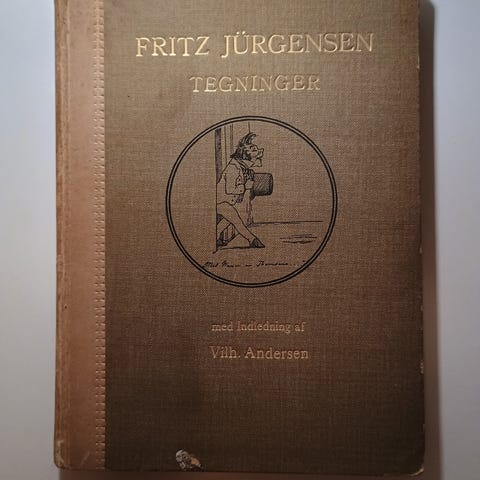 FRITZ JÜRGENSEN
TEGNINGER
med Indledning af
Vilh. Andersen